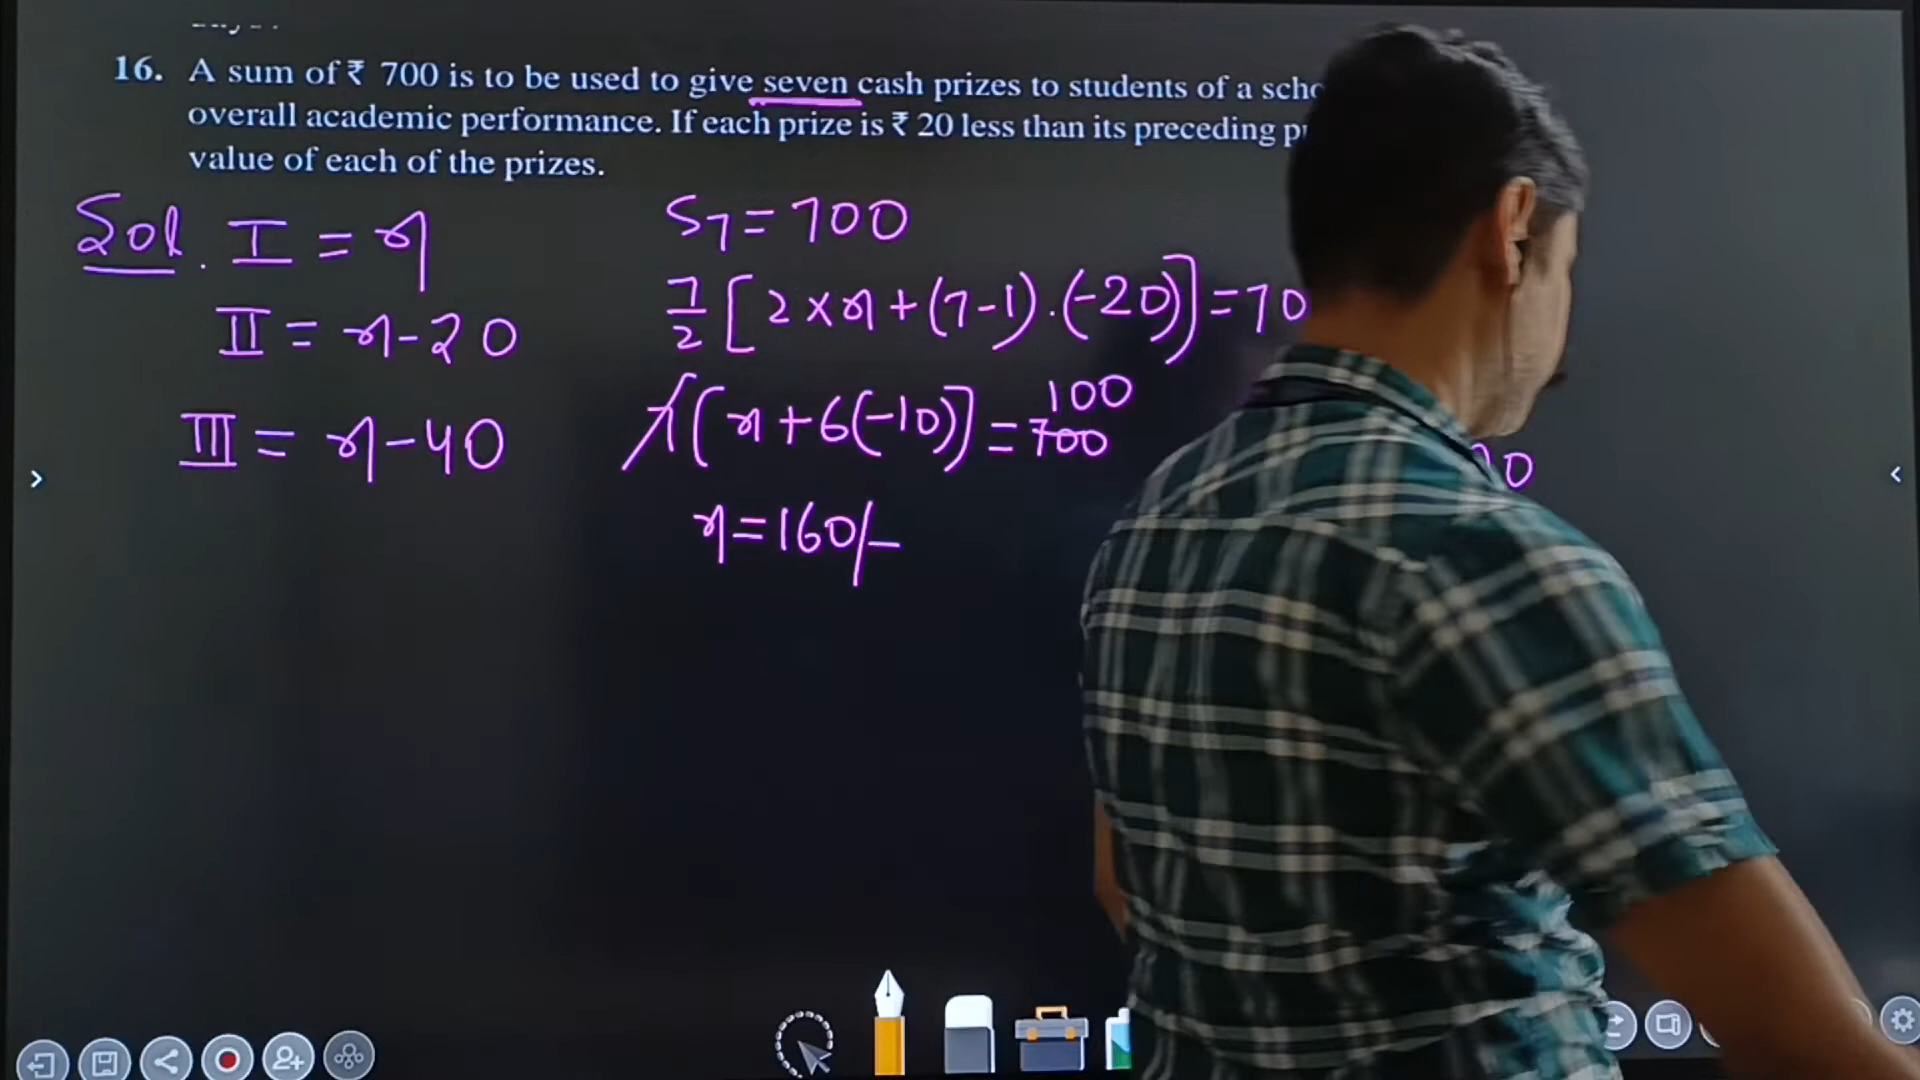 16. A sum of ₹ 700 is to be used to give seven cash prizes to students of a
overall academic performance. If each prize is ₹ 20 less than its preceding
value of each of the prizes.
Sol. I = x
II = x-20
III = x-40
S7 = 700
7/2 [2×x+(7-1).(-20)]=70
7(x+6(-10)]=700
100
x=160/-